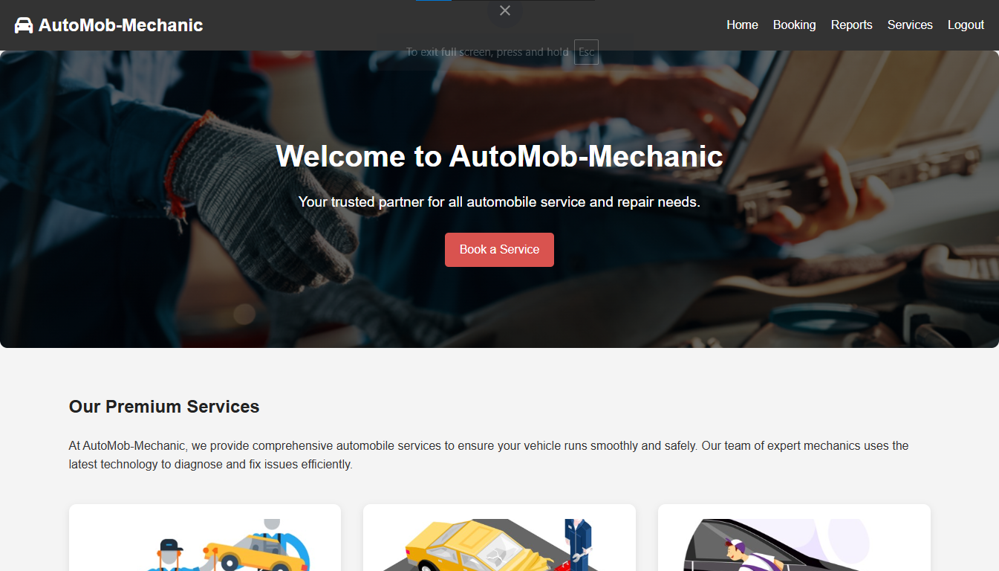 AutoMob-Mechanic
Home Booking Reports Services Logout
To exit full screen, press and hold Esc
Welcome to AutoMob-Mechanic
Your trusted partner for all automobile service and repair needs.
Book a Service
Our Premium Services
At AutoMob-Mechanic, we provide comprehensive automobile services to ensure your vehicle runs smoothly and safely. Our team of expert mechanics uses the
latest technology to diagnose and fix issues efficiently.